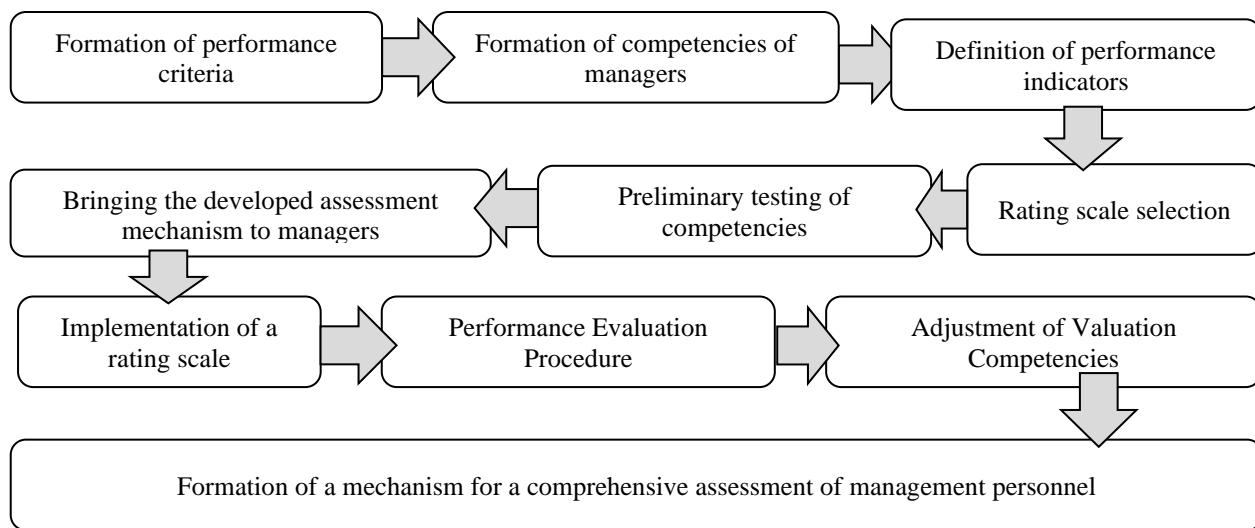 Formation of performance
criteria
Formation of competencies of
managers
Definition of performance
indicators
Rating scale selection
Preliminary testing of
competencies
Bringing the developed assessment
mechanism to managers
Implementation of a
rating scale
Performance Evaluation
Procedure
Adjustment of Valuation
Competencies
Formation of a mechanism for a comprehensive assessment of management personnel